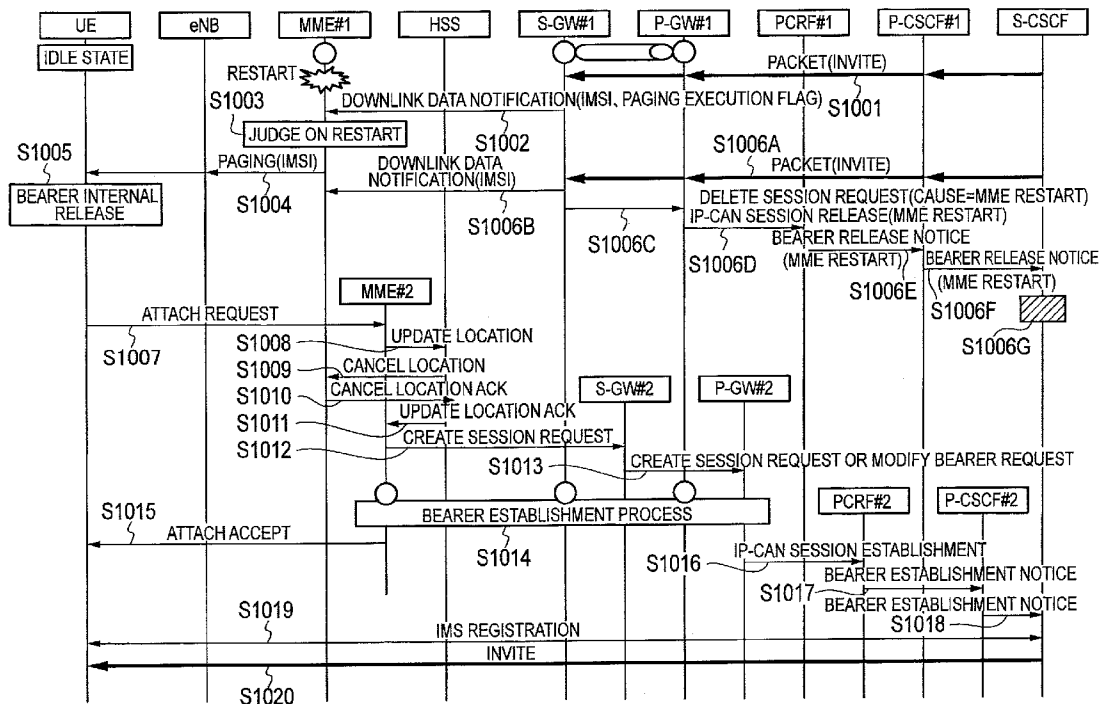 UE
eNB
MME#1
HSS
S-GW#1
P-GW#1
PCRF#1
P-CSCF#1
S-CSCF
IDLE STATE
RESTART
PACKET(INVITE)
S1001
S1003
DOWNLINK DATA NOTIFICATION(IMSI、PAGING EXECUTION FLAG)
S1002
JUDGE ON RESTART
S1005
PAGING(IMSI)
S1004
DOWNLINK DATA
NOTIFICATION(IMSI)
S1006B
S1006A
PACKET(INVITE)
BEARER INTERNAL
RELEASE
DELETE SESSION REQUEST(CAUSE=MME RESTART)
S1006C
IP-CAN SESSION RELEASE(MME RESTART)
S1006D
BEARER RELEASE NOTICE
(MME RESTART)
S1006E
BEARER RELEASE NOTICE
(MME RESTART)
S1006F
S1006G
MME#2
ATTACH REQUEST
S1007
S1008
UPDATE LOCATION
S1009
CANCEL LOCATION
S1010
CANCEL LOCATION ACK
S-GW#2
P-GW#2
S1011
UPDATE LOCATION ACK
S1012
CREATE SESSION REQUEST
S1013
CREATE SESSION REQUEST OR MODIFY BEARER REQUEST
PCRF#2
P-CSCF#2
BEARER ESTABLISHMENT PROCESS
S1014
S1015
ATTACH ACCEPT
S1016
IP-CAN SESSION ESTABLISHMENT
S1017
BEARER ESTABLISHMENT NOTICE
BEARER ESTABLISHMENT NOTICE
S1018
S1019
IMS REGISTRATION
INVITE
S1020